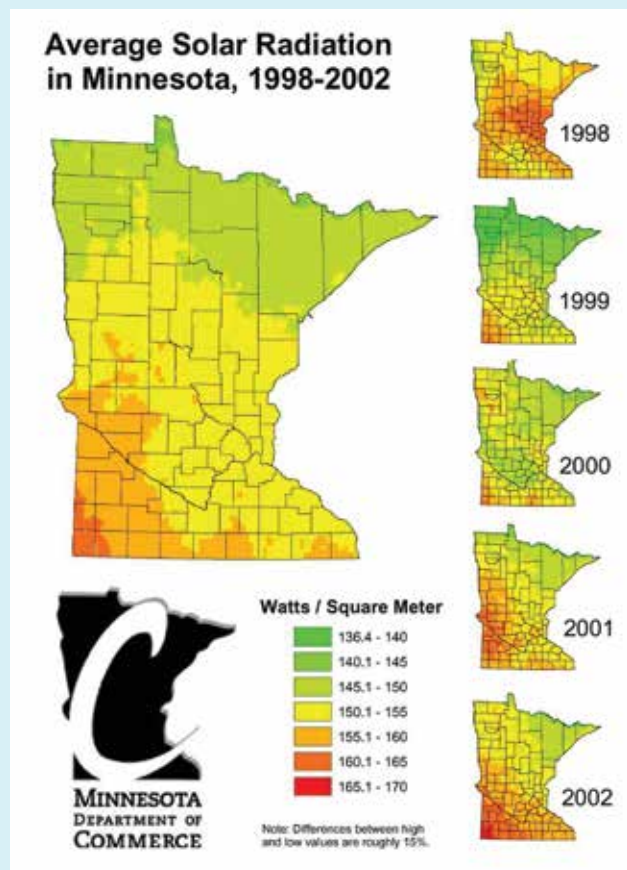 Average Solar Radiation
in Minnesota, 1998-2002
1998
1999
2000
2001
2002
Watts / Square Meter
136.4 - 140
140.1 - 145
145.1 - 150
150.1 - 155
155.1 - 160
160.1 - 165
165.1 - 170
Note: Differences between high
and low values are roughly 15%.
C
MINNESOTA
DEPARTMENT OF
COMMERCE